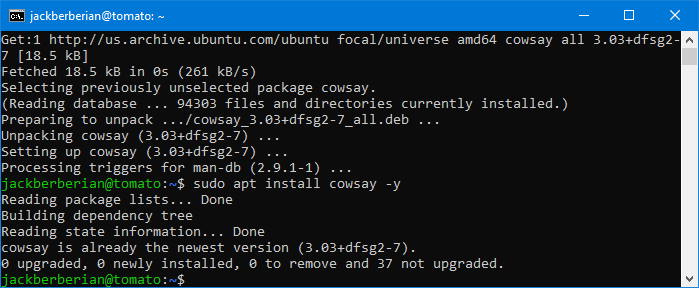 jackberberian@tomato: ~
Get:1 http://us.archive.ubuntu.com/ubuntu focal/universe amd64 cowsay all 3.03+dfsg2-
7 [18.5 kB]
Fetched 18.5 kB in 0s (261 kB/s)
Selecting previously unselected package cowsay.
(Reading database ... 94303 files and directories currently installed.)
Preparing to unpack .../cowsay_3.03+dfsg2-7_all.deb ...
Unpacking cowsay (3.03+dfsg2-7) ...
Setting up cowsay (3.03+dfsg2-7) ...
Processing triggers for man-db (2.9.1-1) ...
jackberberian@tomato:~$ sudo apt install cowsay -y
Reading package lists... Done
Building dependency tree
Reading state information... Done
cowsay is already the newest version (3.03+dfsg2-7).
0 upgraded, 0 newly installed, 0 to remove and 37 not upgraded.
jackberberian@tomato:~$